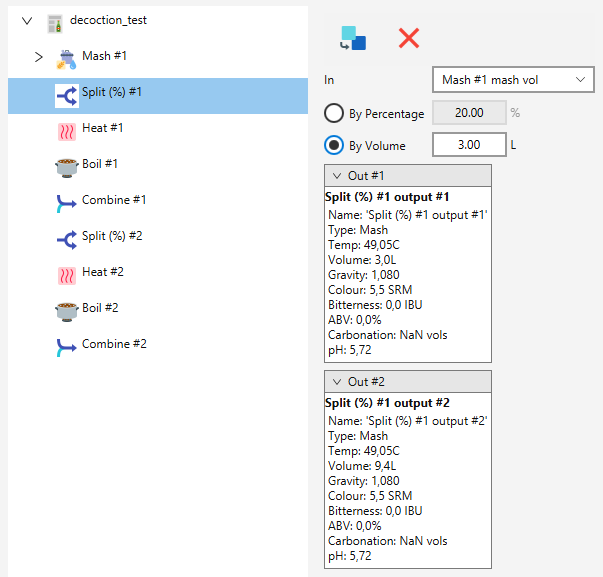 decoction_test
Mash #1
Split (%) #1
Heat #1
Boil #1
Combine #1
Split (%) #2
Heat #2
Boil #2
Combine #2
In
Mash #1 mash vol
By Percentage
20.00
%
By Volume
3.00
L
Out #1
Split (%) #1 output #1
Name: 'Split (%) #1 output #1'
Type: Mash
Temp: 49,05C
Volume: 3,0L
Gravity: 1,080
Colour: 5,5 SRM
Bitterness: 0,0 IBU
ABV: 0,0%
Carbonation: NaN vols
pH: 5,72
Out #2
Split (%) #1 output #2
Name: 'Split (%) #1 output #2'
Type: Mash
Temp: 49,05C
Volume: 9,4L
Gravity: 1,080
Colour: 5,5 SRM
Bitterness: 0,0 IBU
ABV: 0,0%
Carbonation: NaN vols
pH: 5,72